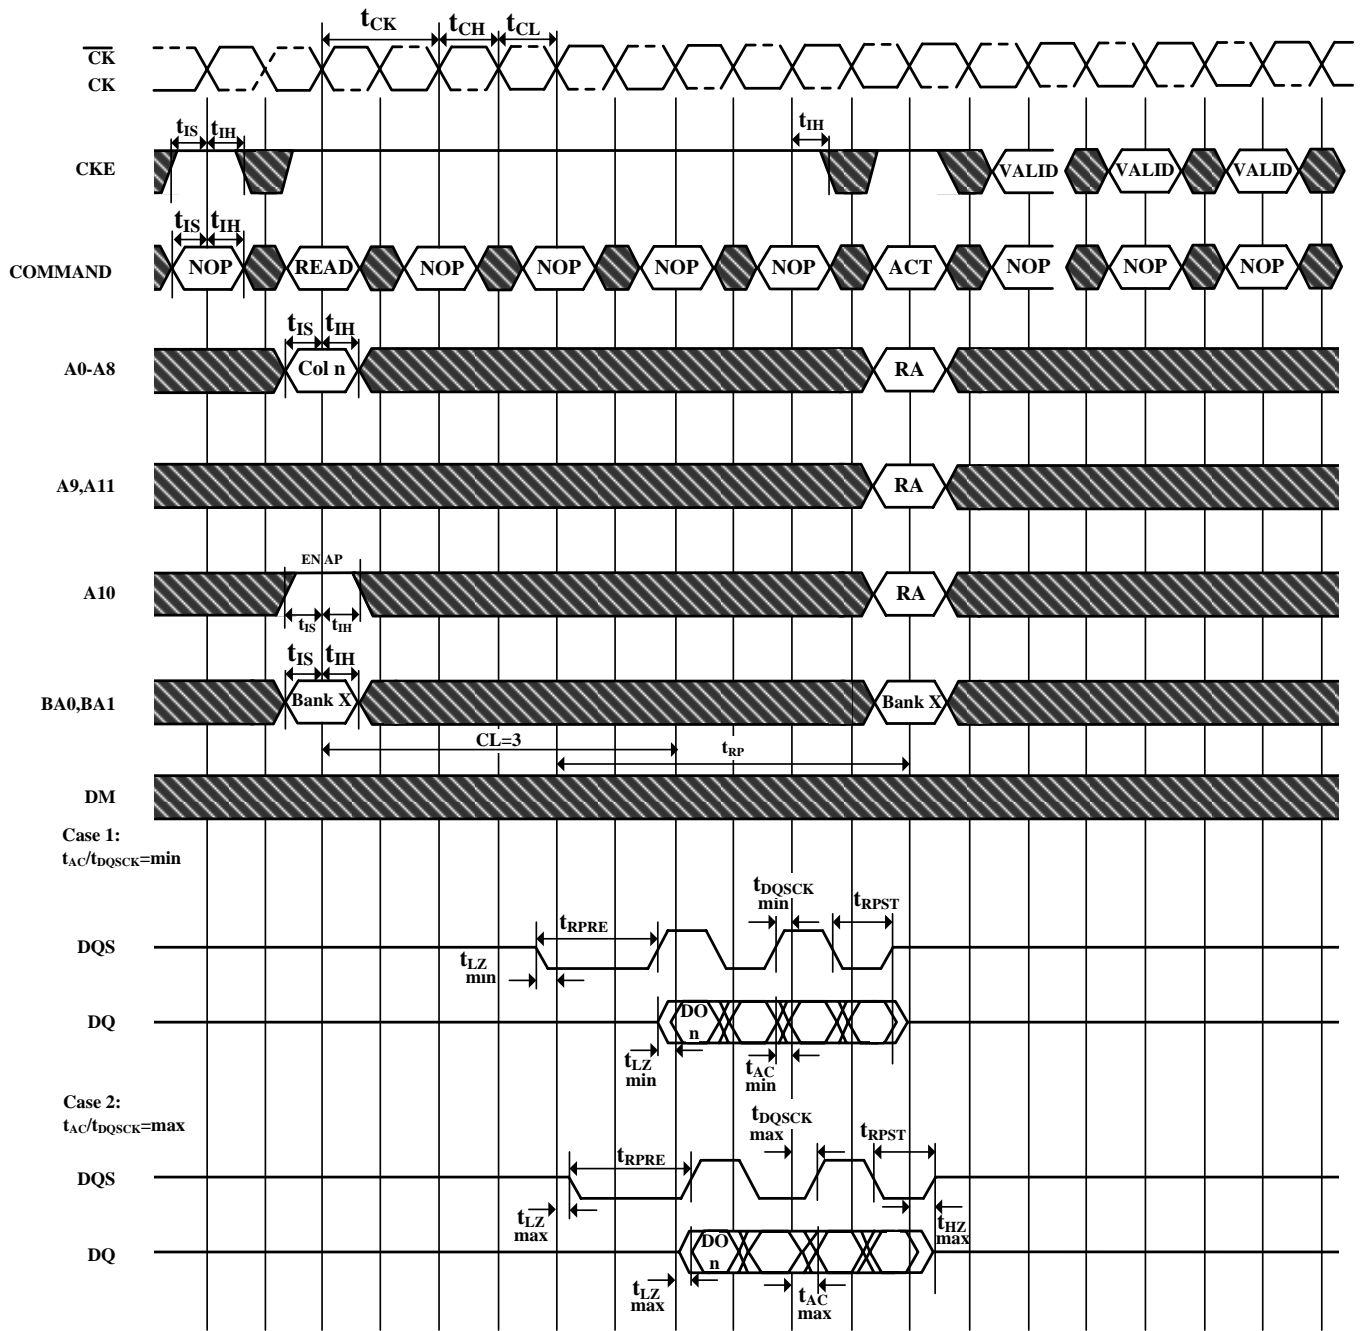 tCK tCH tCL
CK
CK
tIS tIH tIH
CKE VALID VALID VALID
tIS tIH
COMMAND NOP READ NOP NOP NOP NOP ACT NOP NOP NOP
tIS tIH
A0-A8 Col n RA
A9,A11 RA
EN AP
A10 RA
tIS tIH
tIS tIH
BA0,BA1 Bank X Bank X
CL=3 tRP
DM
Case 1:
tAC/tDQSCK=min
tDQSCK min tRPST
tRPRE
DQS
tLZ min
DQ DO n
tLZ min tAC min
Case 2:
tAC/tDQSCK=max
tDQSCK max tRPST
tRPRE
DQS
tLZ max tHZ max
DQ DO n
tLZ max tAC max